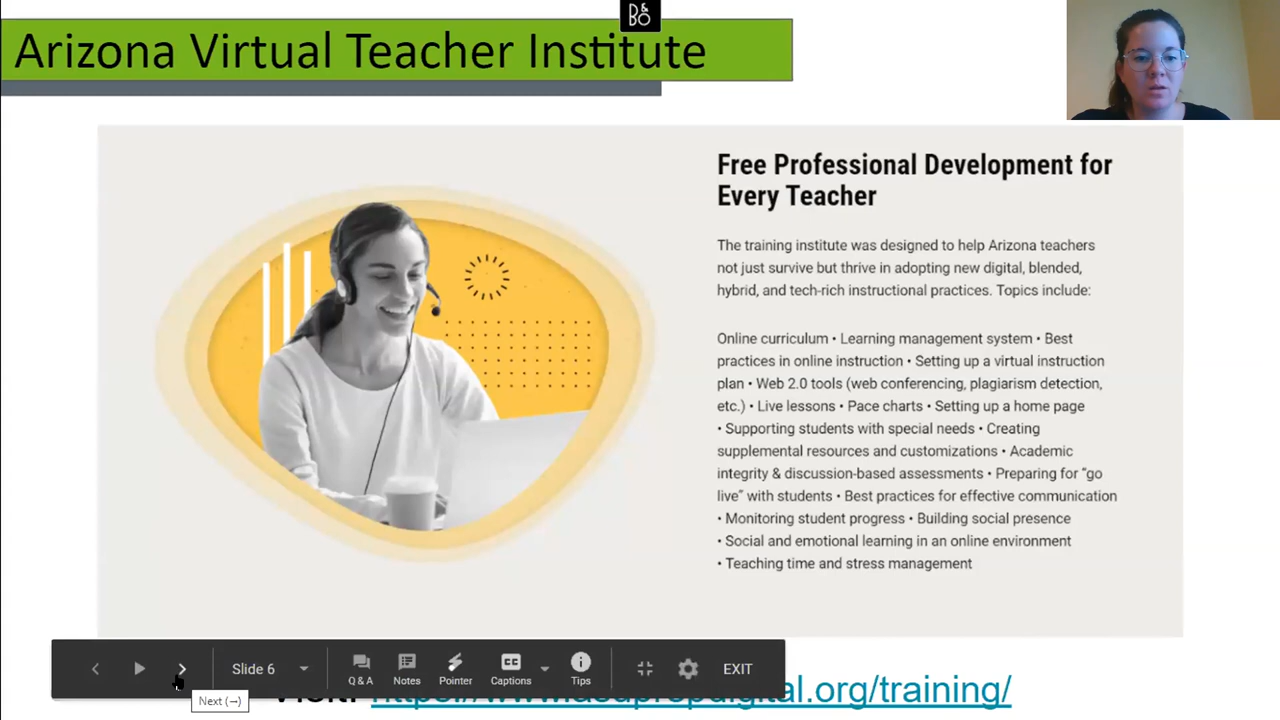 B&
BO
Arizona Virtual Teacher Institute
Free Professional Development for
Every Teacher
The training institute was designed to help Arizona teachers
not just survive but thrive in adopting new digital, blended,
hybrid, and tech-rich instructional practices. Topics include:
Online curriculum • Learning management system • Best
practices in online instruction • Setting up a virtual instruction
plan • Web 2.0 tools (web conferencing, plagiarism detection,
etc.) • Live lessons • Pace charts • Setting up a home page
• Supporting students with special needs • Creating
supplemental resources and customizations • Academic
integrity & discussion-based assessments • Preparing for “go
live” with students • Best practices for effective communication
• Monitoring student progress • Building social presence
• Social and emotional learning in an online environment
• Teaching time and stress management
Slide 6
Q & A
Notes
Pointer
CC
Captions
Tips
EXIT
Next (→)
.org/training/